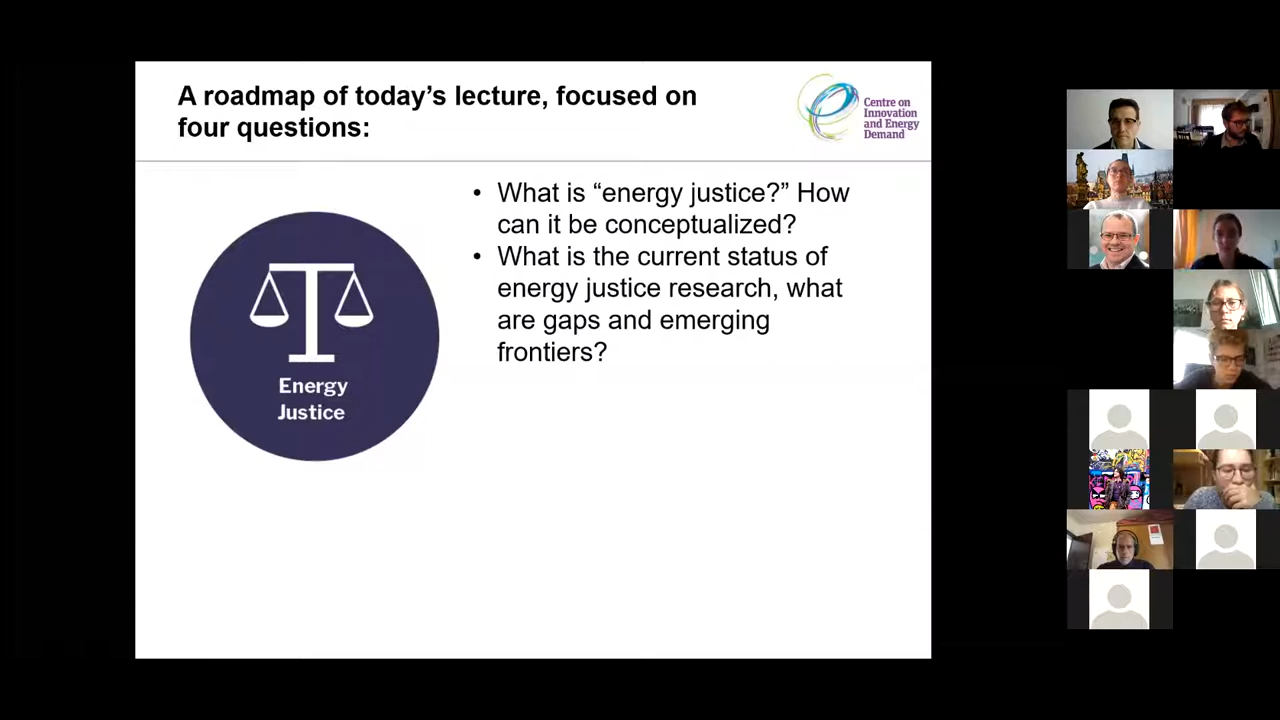 A roadmap of today’s lecture, focused on
four questions:
Centre on
Innovation
and Energy
Demand
• What is “energy justice?” How
can it be conceptualized?
• What is the current status of
energy justice research, what
are gaps and emerging
frontiers?
Energy
Justice